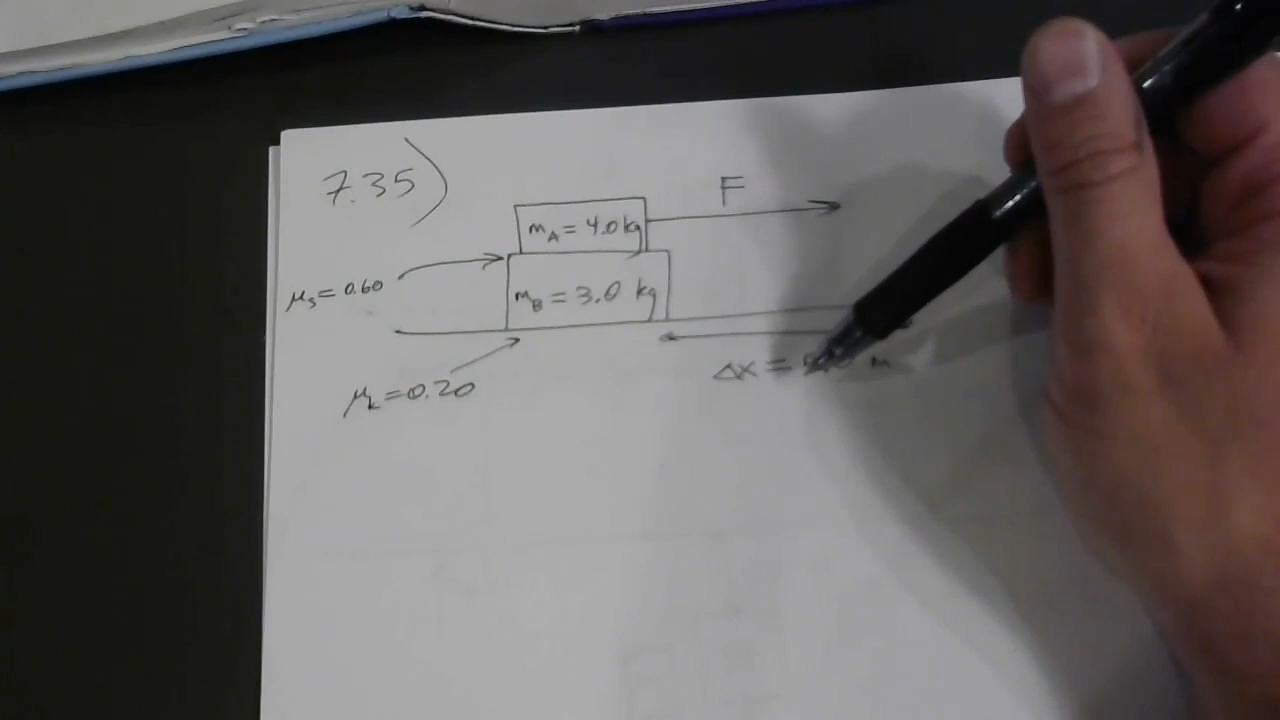 7.35)
F
mA = 4.0 kg
μs = 0.60
mB = 3.0 kg
Δx = m
μk = 0.20